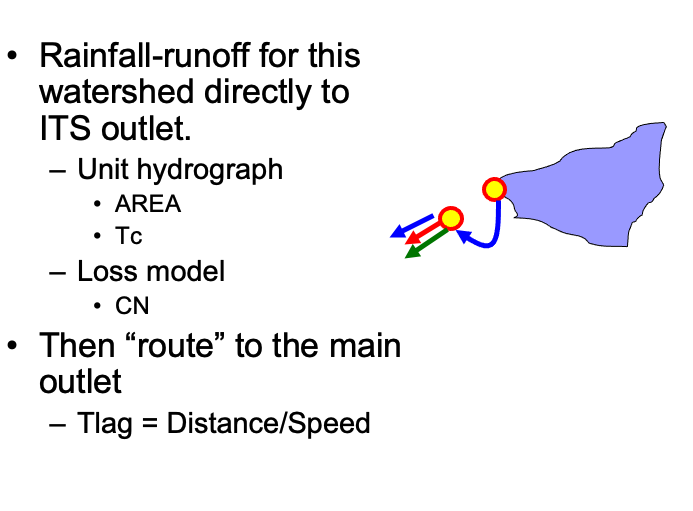 • Rainfall-runoff for this
watershed directly to
ITS outlet.
– Unit hydrograph
• AREA
• Tc
– Loss model
• CN
• Then “route” to the main
outlet
– Tlag = Distance/Speed